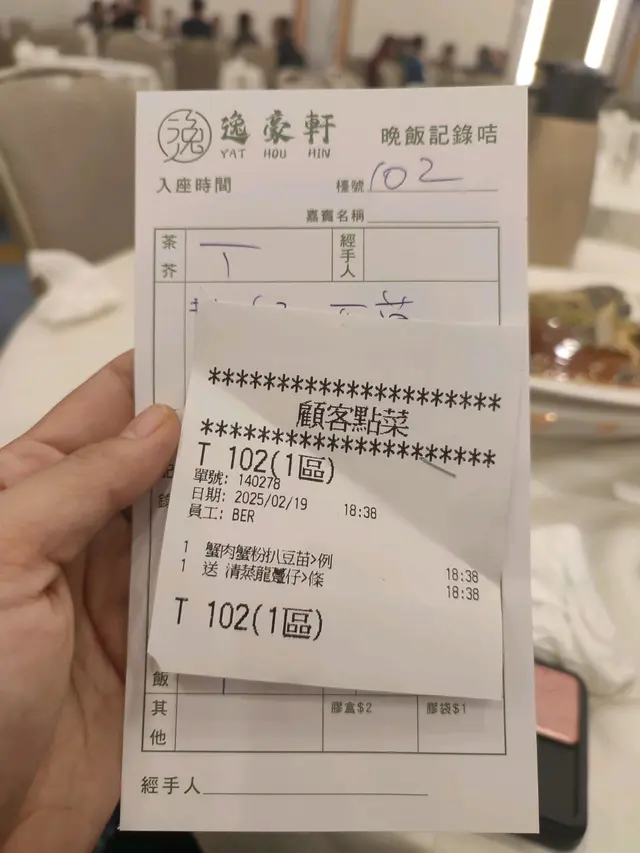 逸 逸豪軒
YAT HOU HIN
晚飯記錄咭
入座時間
檯號 102
嘉賓名稱
茶芥
經手人
******************
顧客點菜
******************
T 102(1區)
單號: 140278
日期: 2025/02/19 18:38
員工: BER
1 蟹肉蟹粉扒豆苗>例 18:38
1 送 清蒸龍躉仔>條 18:38
T 102(1區)
飯
其他
膠盒$2
膠袋$1
經手人